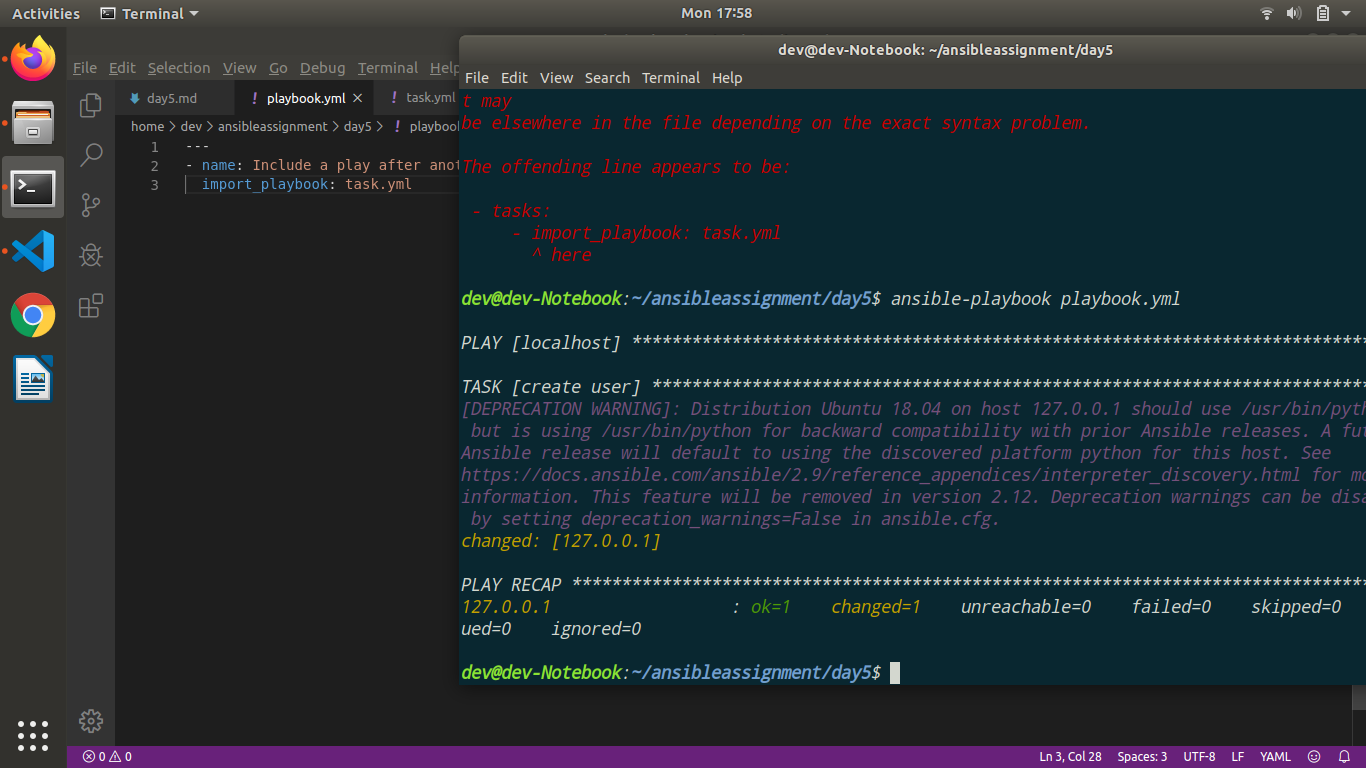 Activities Terminal Mon 17:58
File Edit Selection View Go Debug Terminal Help
day5.md playbook.yml task.yml
home > dev > ansibleassignment > day5 >
1 ---
2 - name: Include a play after
3 import_playbook: task.yml
dev@dev-Notebook: ~/ansibleassignment/day5
File Edit View Search Terminal Help
t may
be elsewhere in the file depending on the exact syntax problem.
The offending line appears to be:
- tasks:
- import_playbook: task.yml
^ here
dev@dev-Notebook:~/ansibleassignment/day5$ ansible-playbook playbook.yml
PLAY [localhost] **************************************************************************
TASK [create user] ************************************************************************
[DEPRECATION WARNING]: Distribution Ubuntu 18.04 on host 127.0.0.1 should use
but is using /usr/bin/python for backward compatibility with prior Ansible releases. A
Ansible release will default to using the discovered platform python for this host. See
https://docs.ansible.com/ansible/2.9/reference_appendices/interpreter_discovery.html for
information. This feature will be removed in version 2.12. Deprecation warnings can be
by setting deprecation_warnings=False in ansible.cfg.
changed: [127.0.0.1]
PLAY RECAP ********************************************************************************
127.0.0.1 : ok=1 changed=1 unreachable=0 failed=0 skipped=0
ued=0 ignored=0
dev@dev-Notebook:~/ansibleassignment/day5$
0 0 Ln 3, Col 28 Spaces: 3 UTF-8 LF YAML